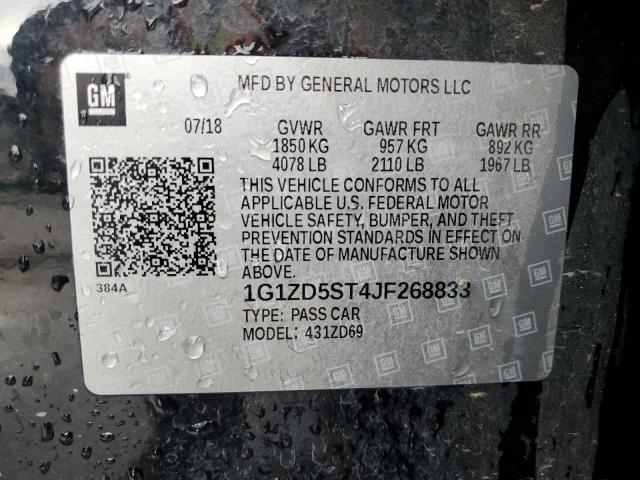 GM
MFD BY GENERAL MOTORS LLC
07/18 GVWR GAWR FRT GAWR RR
1850 KG 957 KG 892 KG
4078 LB 2110 LB 1967 LB
THIS VEHICLE CONFORMS TO ALL
APPLICABLE U.S. FEDERAL MOTOR
VEHICLE SAFETY, BUMPER, AND THEFT
PREVENTION STANDARDS IN EFFECT ON
THE DATE OF MANUFACTURE SHOWN
ABOVE.
384A
1G1ZD5ST4JF268833
TYPE: PASS CAR
MODEL: 431ZD69